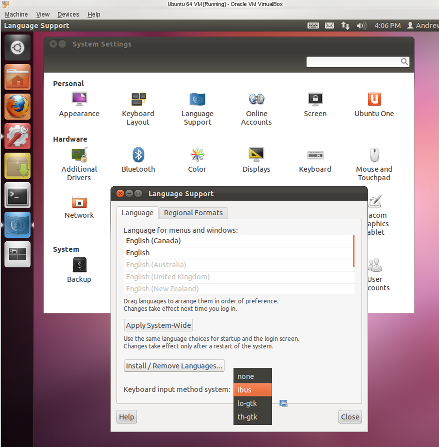 Ubuntu 64 VM [Running] - Oracle VM VirtualBox
Machine View Devices Help
Language Support 4:06 PM Andrew
System Settings
Personal
Appearance Keyboard Layout Language Support Online Accounts Screen Ubuntu One
Hardware
Additional Drivers Bluetooth Color Displays Keyboard Mouse and Touchpad
Network acom raphics ablet
System
Backup User counts
Language Support
Language Regional Formats
Language for menus and windows:
English (Canada)
English
English (Australia)
English (United Kingdom)
English (New Zealand)
Drag languages to arrange them in order of preference.
Changes take effect next time you log in.
Apply System-Wide
Use the same language choices for startup and the login screen.
Changes take effect only after a restart of the system.
Install / Remove Languages...
Keyboard input method system:
none
ibus
lo-gtk
th-gtk
Help Close